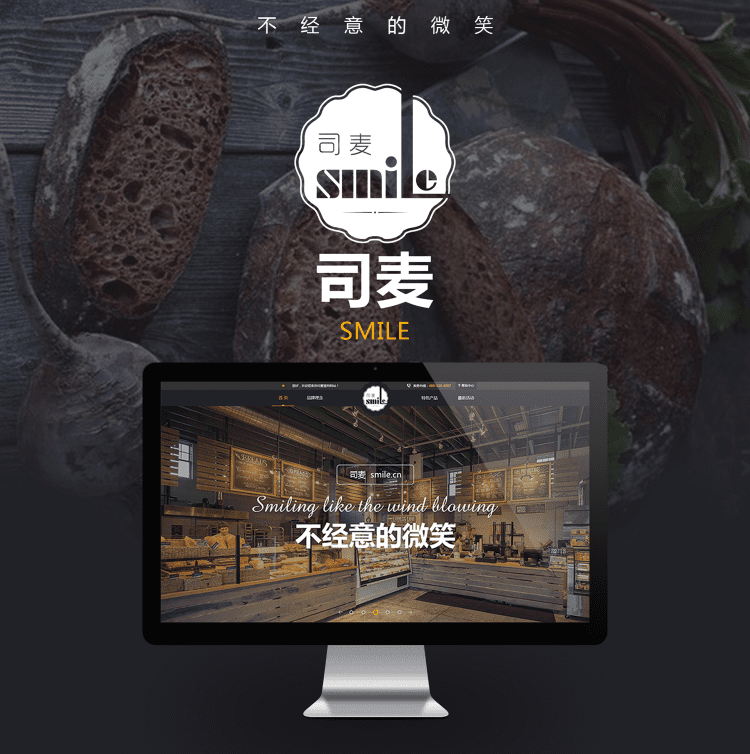 不经意的微笑
司麦
smile
司麦
SMILE
首页
品牌理念
司麦
smile
特色产品
最新活动
司麦 smile.cn
Smiling like the wind blowing
不经意的微笑